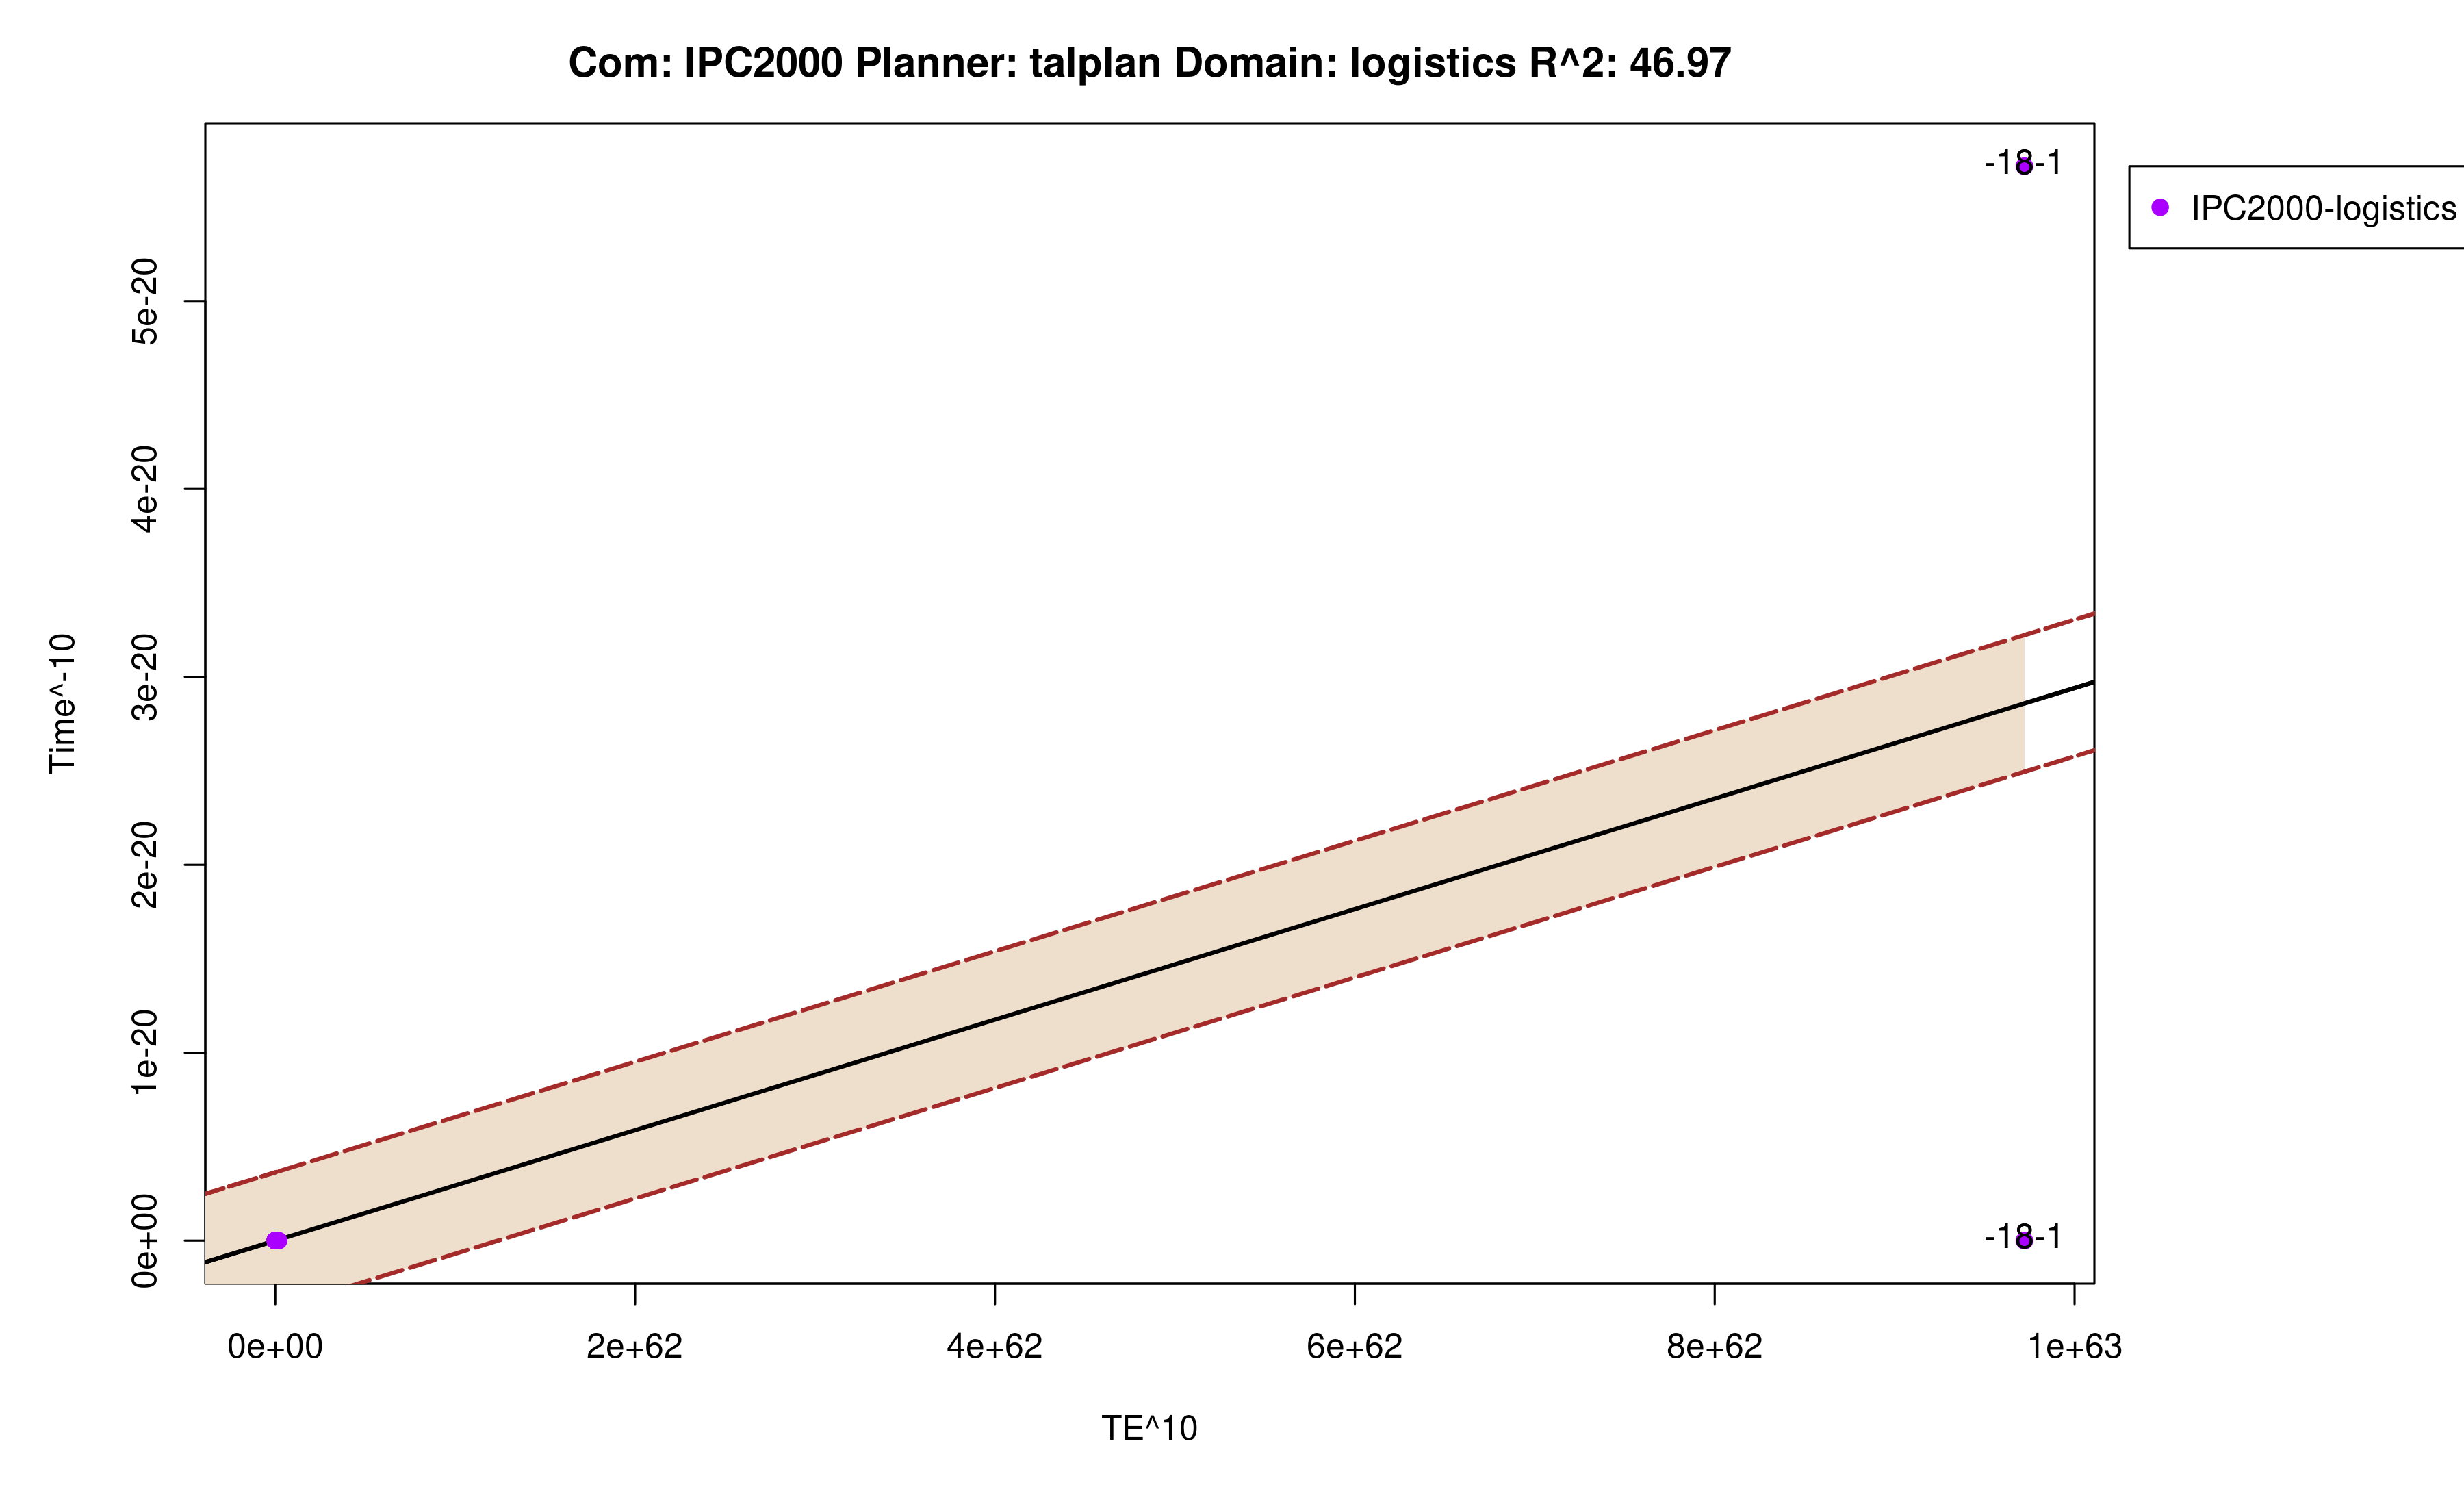 Com: IPC2000 Planner: talplan Domain: logistics R^2: 46.97
-18-1
IPC2000-logistics
5e-20
4e-20
3e-20
2e-20
1e-20
0e+00
Time^-10
-18-1
0e+00 2e+62 4e+62 6e+62 8e+62 1e+63
TE^10